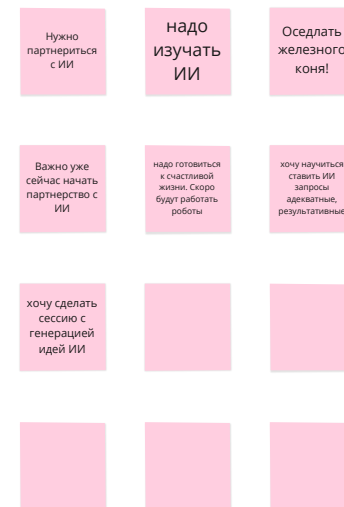 Нужно
партнериться
с ИИ
надо
изучать
ИИ
Оседлать
железного
коня!
Важно уже
сейчас начать
партнерство с
ИИ
надо готовиться
к счастливой
жизни. Скоро
будут работать
роботы
хочу научиться
ставить ИИ
запросы
адекватные,
результативные
хочу сделать
сессию с
генерацией
идей ИИ